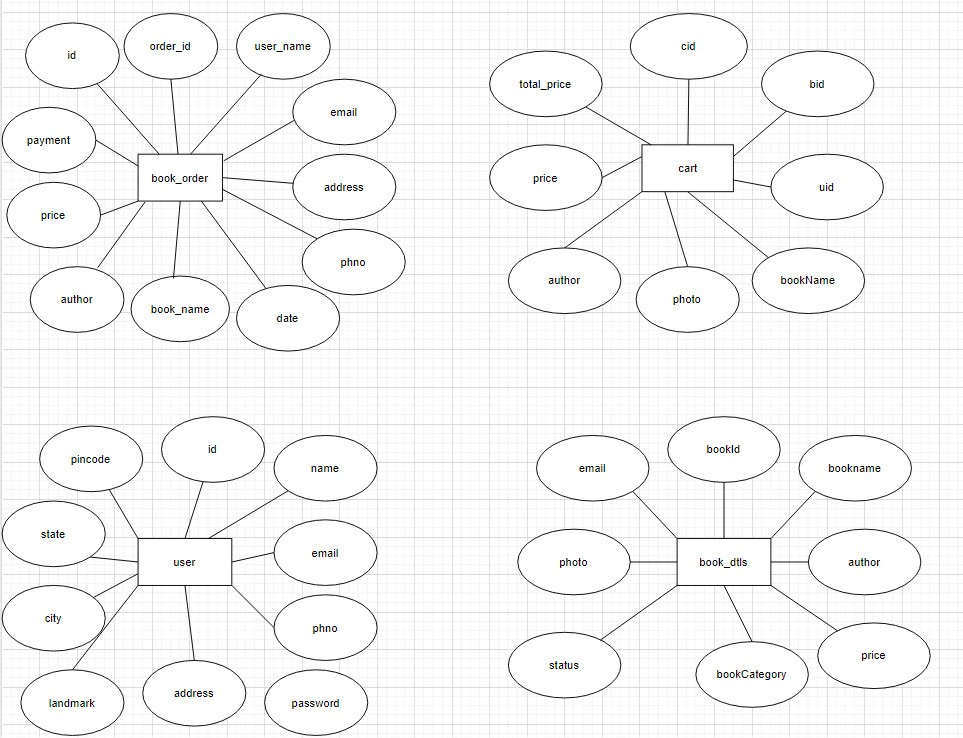 id
order_id
user_name
email
payment
book_order
address
price
phno
author
book_name
date
cid
total_price
bid
cart
price
uid
author
photo
bookName
pincode
id
name
state
user
email
city
phno
landmark
address
password
email
bookId
bookname
photo
book_dtls
author
status
bookCategory
price